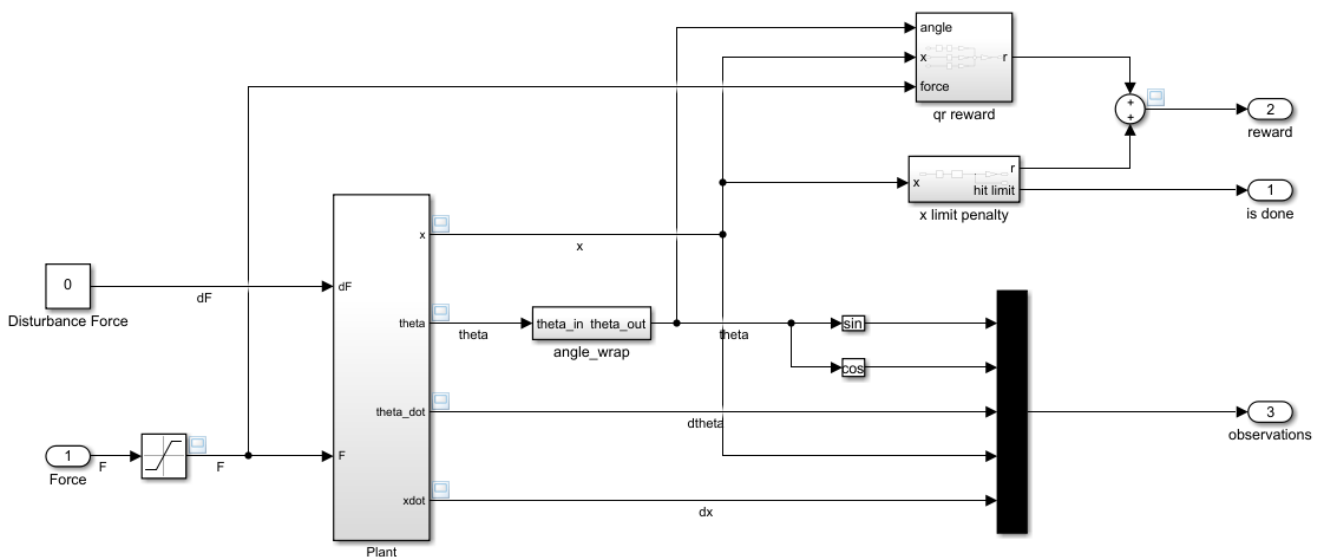 angle
x
r
force
qr reward
+
+
2
reward
x
r
hit limit
x limit penalty
1
is done
x
x
0
dF
dF
Disturbance Force
theta
theta
theta_in theta_out
angle_wrap
theta
sin
cos
theta_dot
dtheta
3
observations
1
F
F
F
Force
xdot
dx
Plant